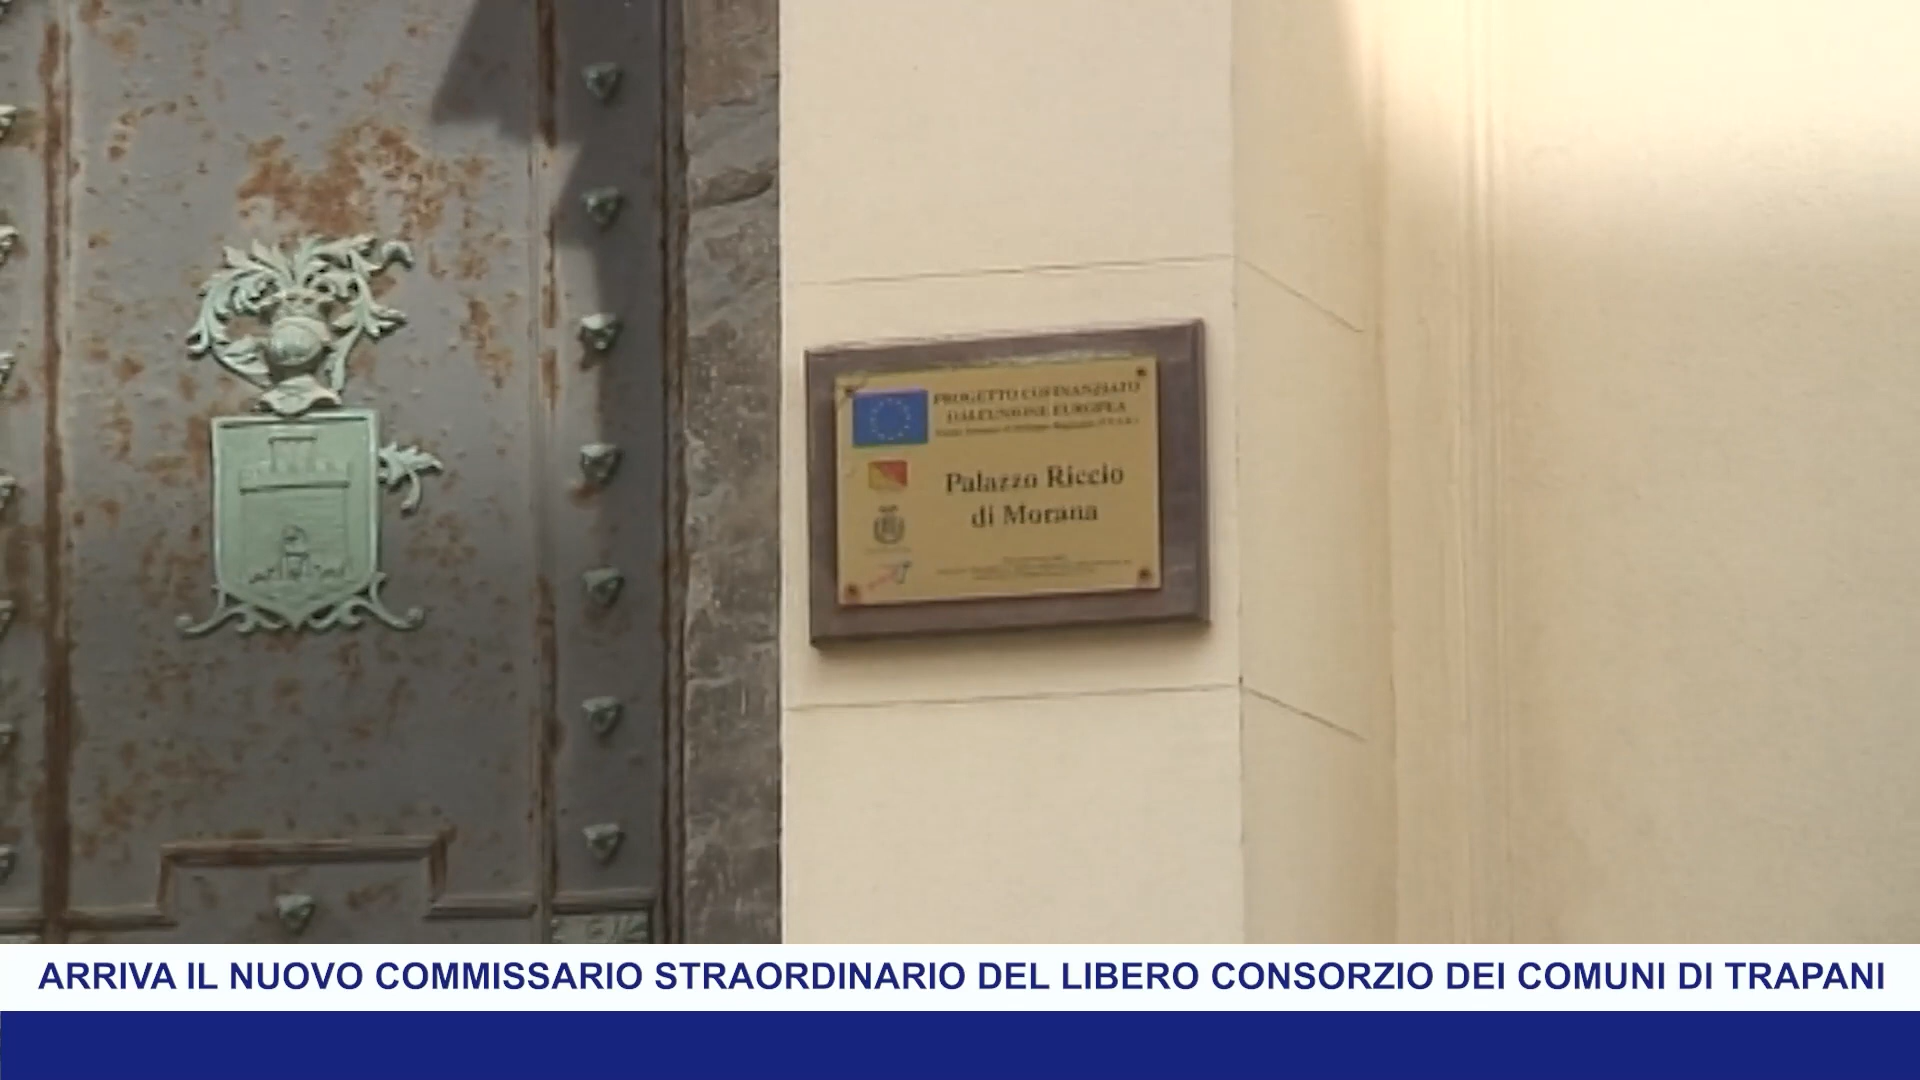 PROGETTO COFINANZIATO
DALL'UNIONE EUROPEA
Palazzo Riccio
di Morana
ARRIVA IL NUOVO COMMISSARIO STRAORDINARIO DEL LIBERO CONSORZIO DEI COMUNI DI TRAPANI